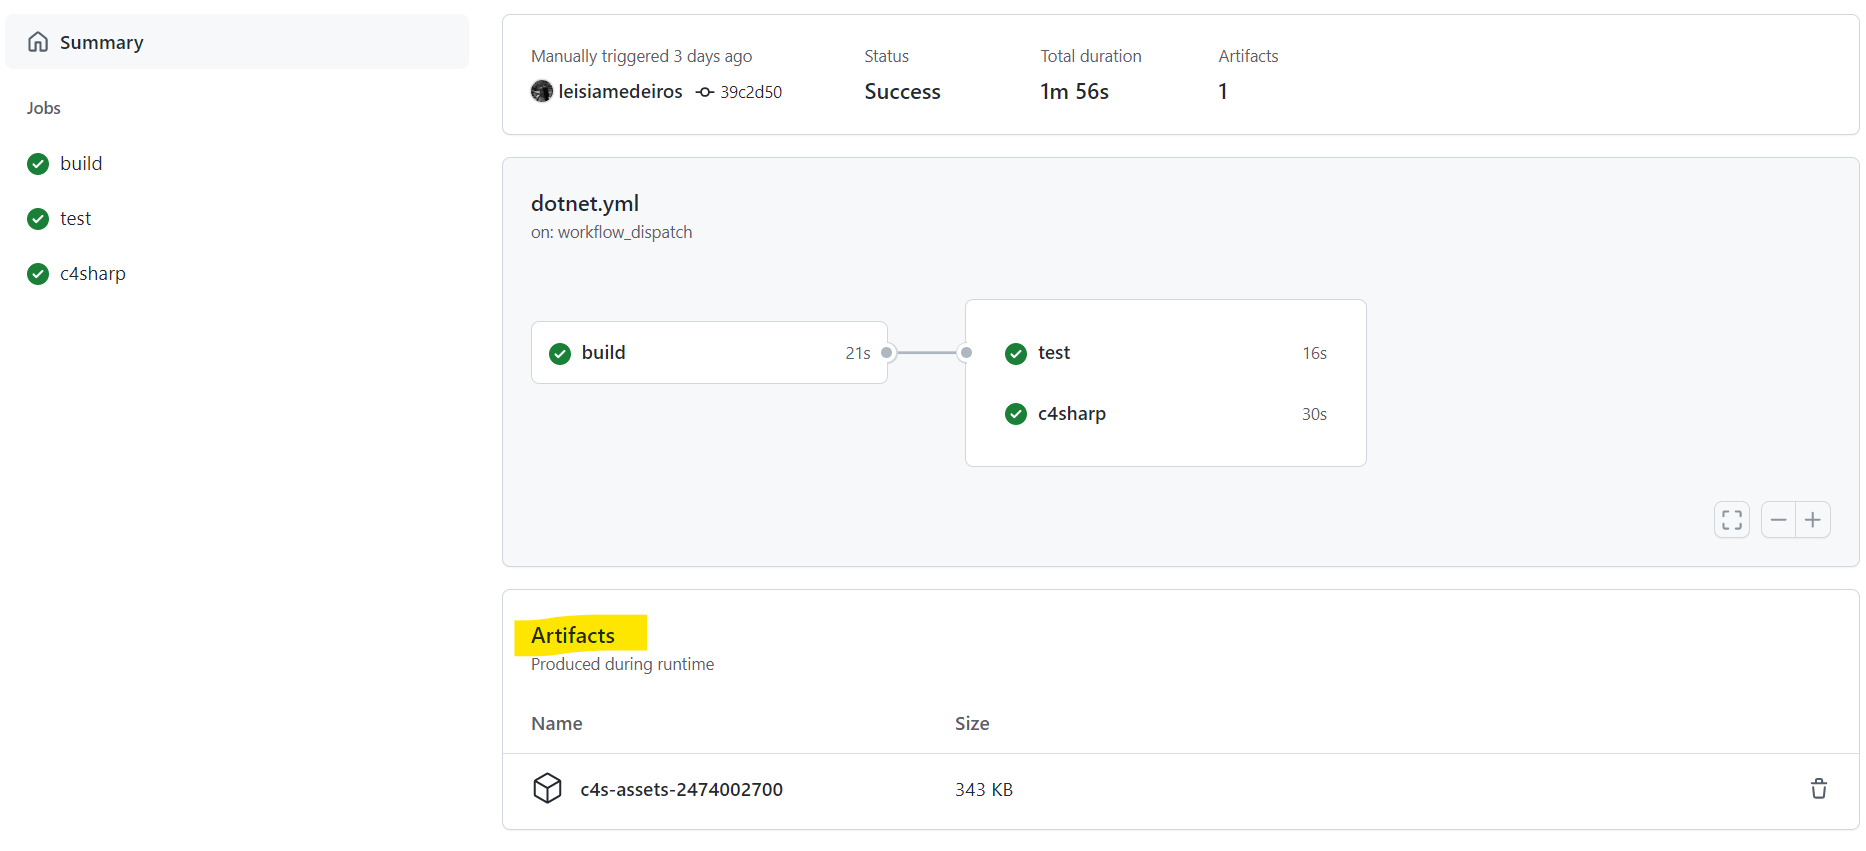 Summary
Jobs
build
test
c4sharp
Manually triggered 3 days ago
leisiamedeiros 39c2d50
Status
Success
Total duration
1m 56s
Artifacts
1
dotnet.yml
on: workflow_dispatch
build 21s
test 16s
c4sharp 30s
Artifacts
Produced during runtime
Name Size
c4s-assets-2474002700 343 KB